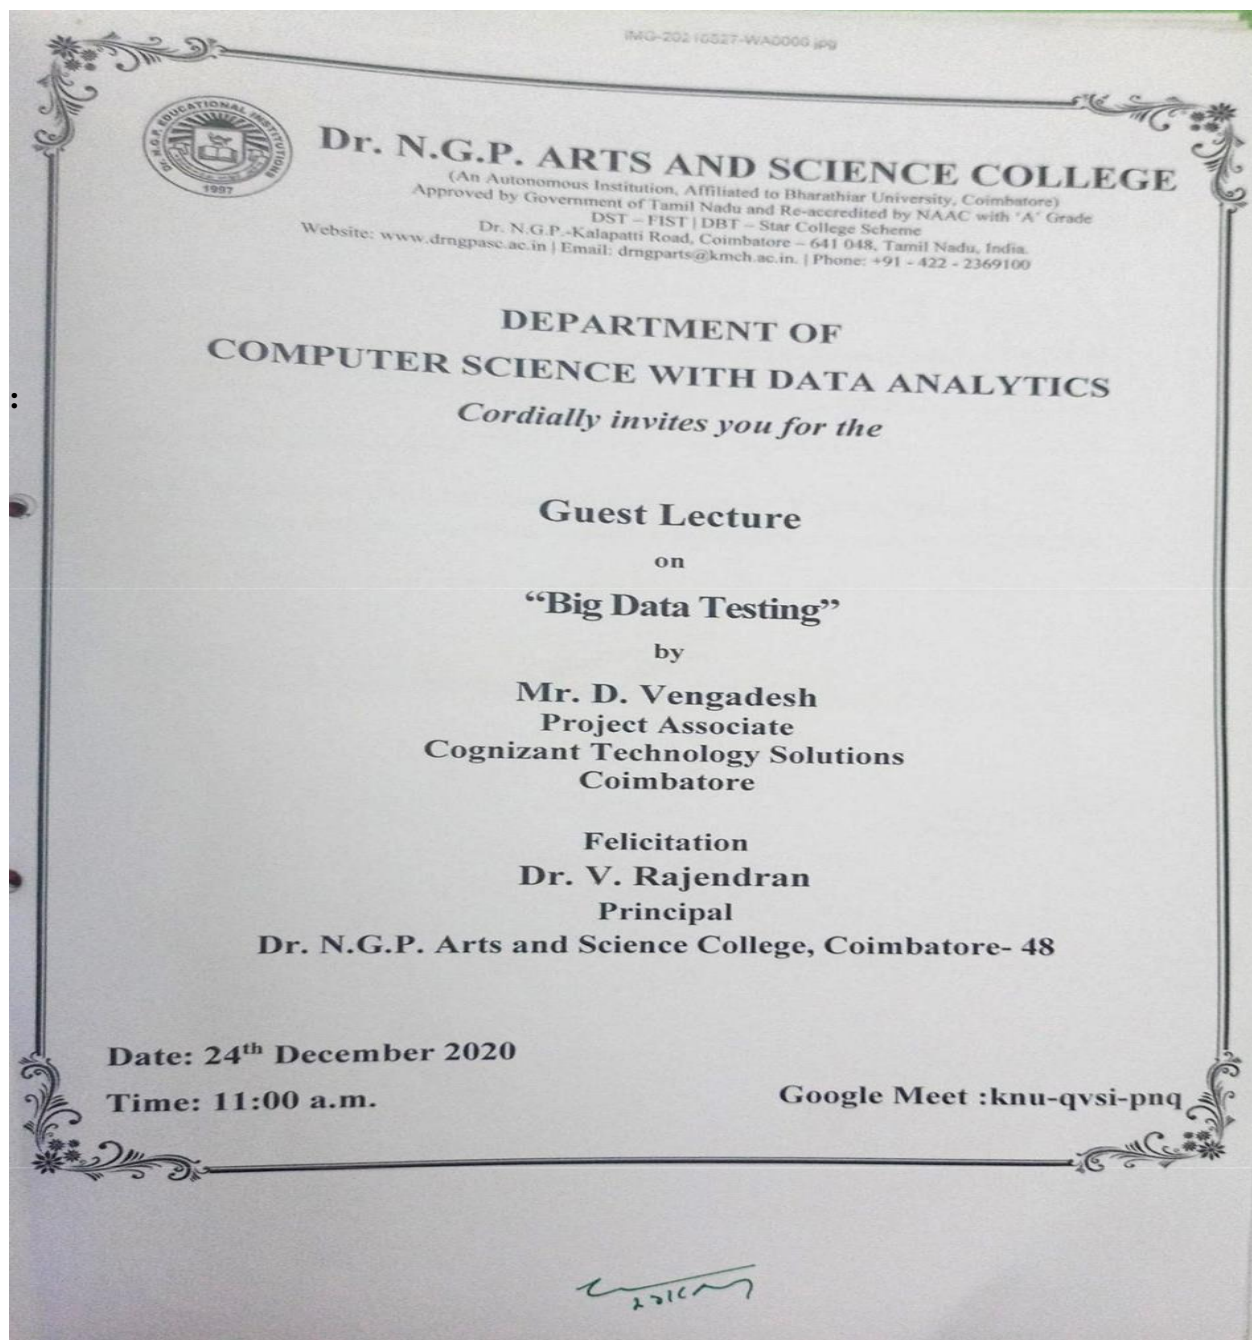 IMG-20210527-WA0000.jpg
DR. N.G.P. EDUCATIONAL INSTITUTIONS
1997
Dr. N.G.P. ARTS AND SCIENCE COLLEGE
(An Autonomous Institution, Affiliated to Bharathiar University, Coimbatore)
Approved by Government of Tamil Nadu and Re-accredited by NAAC with 'A' Grade
DST – FIST | DBT – Star College Scheme
Dr. N.G.P.-Kalapatti Road, Coimbatore – 641 048, Tamil Nadu, India.
Website: www.drngpasc.ac.in | Email: drngparts@kmch.ac.in. | Phone: +91 - 422 - 2369100
DEPARTMENT OF
COMPUTER SCIENCE WITH DATA ANALYTICS
:
Cordially invites you for the
Guest Lecture
on
“Big Data Testing”
by
Mr. D. Vengadesh
Project Associate
Cognizant Technology Solutions
Coimbatore
Felicitation
Dr. V. Rajendran
Principal
Dr. N.G.P. Arts and Science College, Coimbatore- 48
Date: 24th December 2020
Time: 11:00 a.m.
Google Meet :knu-qvsi-pnq